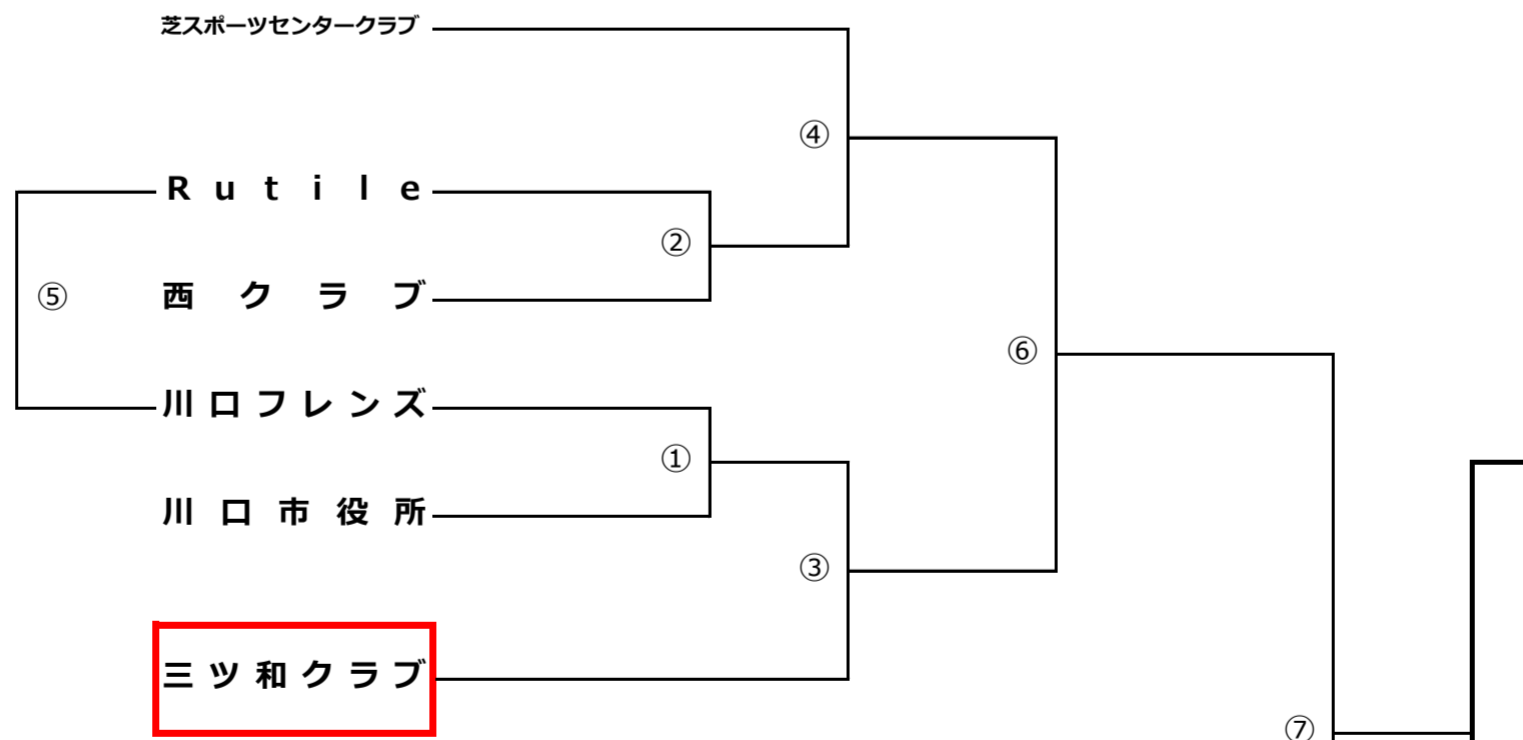 芝スポーツセンタークラブ
④
Rutile
②
⑤ 西クラブ
⑥
川口フレンズ
①
川口市役所
③
三ツ和クラブ
⑦